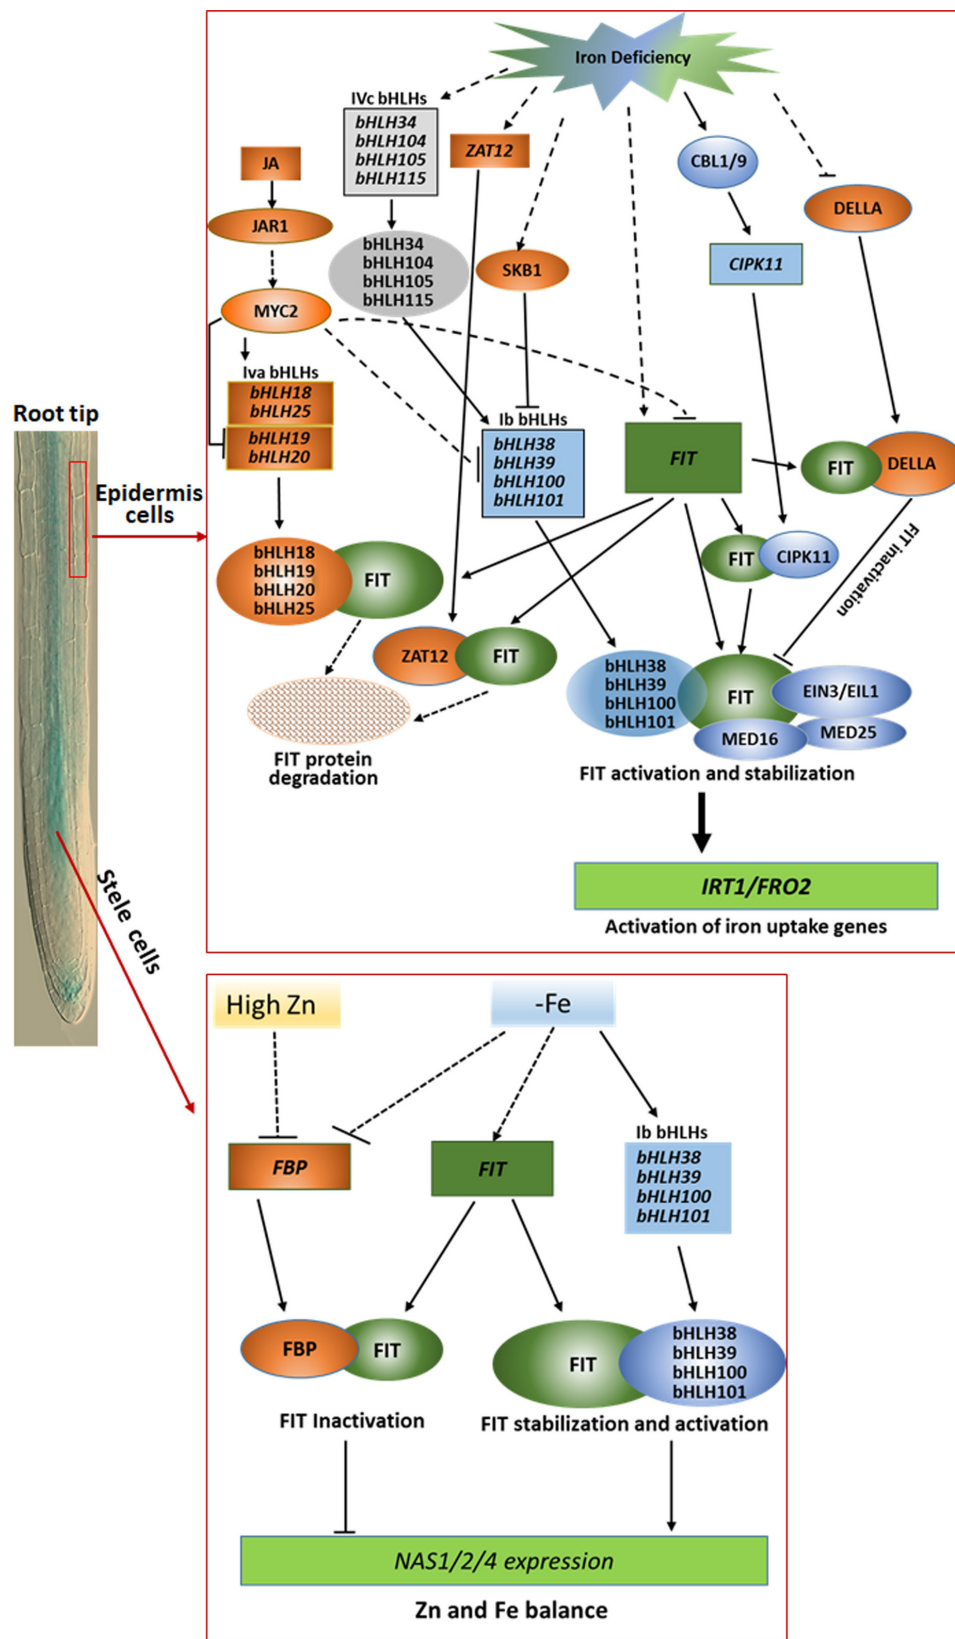 Iron Deficiency
IVc bHLHs
bHLH34
bHLH104
bHLH105
bHLH115
ZAT12
CBL1/9
JA
DELLA
JAR1
bHLH34
bHLH104
bHLH105
bHLH115
SKB1
CIPK11
MYC2
Iva bHLHs
bHLH18
bHLH25
bHLH19
bHLH20
Ib bHLHs
bHLH38
bHLH39
bHLH100
bHLH101
FIT
FIT
DELLA
Root tip
Epidermis
cells
FIT inactivation
bHLH18
bHLH19
bHLH20
bHLH25
FIT
FIT
CIPK11
ZAT12
FIT
bHLH38
bHLH39
bHLH100
bHLH101
FIT
EIN3/EIL1
MED16
MED25
FIT protein
degradation
FIT activation and stabilization
IRT1/FRO2
Activation of iron uptake genes
Stele cells
High Zn
-Fe
FBP
FIT
Ib bHLHs
bHLH38
bHLH39
bHLH100
bHLH101
FBP
FIT
FIT
bHLH38
bHLH39
bHLH100
bHLH101
FIT Inactivation
FIT stabilization and activation
NAS1/2/4 expression
Zn and Fe balance